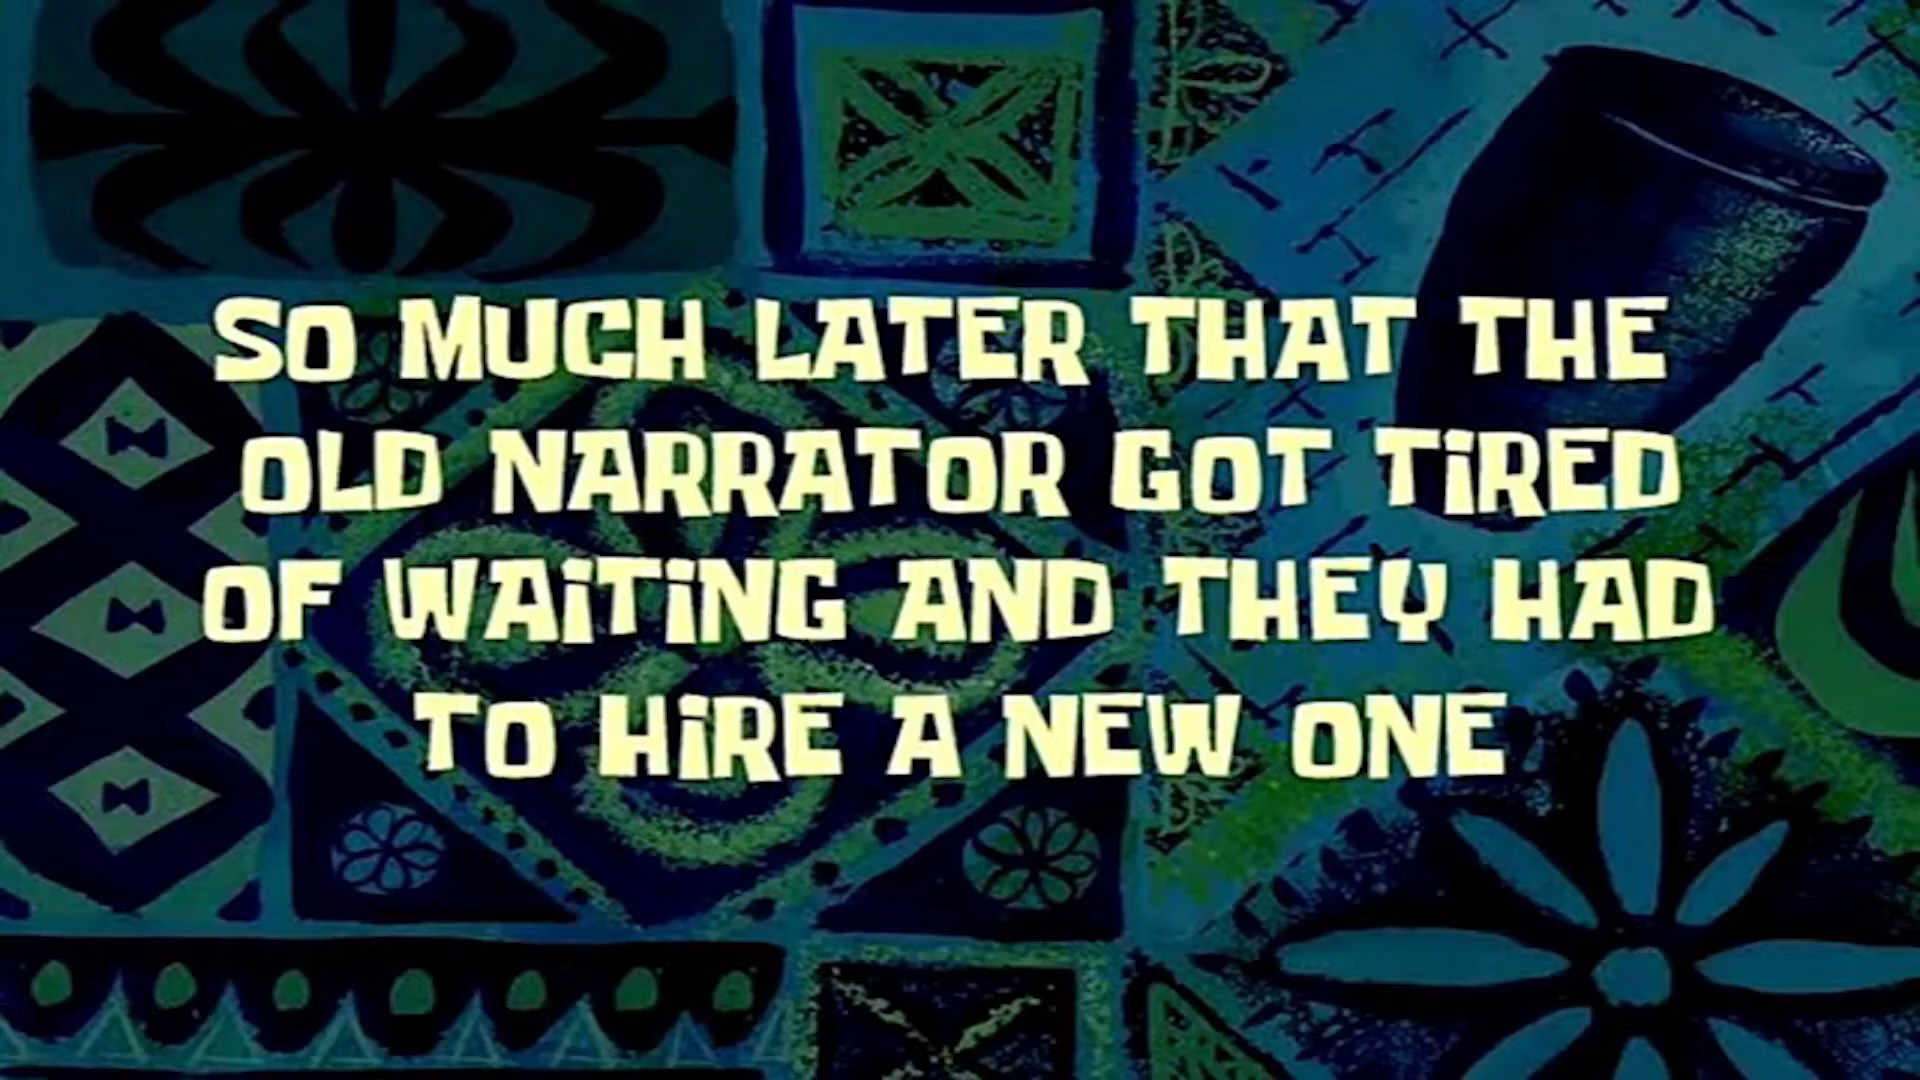 SO MUCH LATER THAT THE
OLD NARRATOR GOT TiRED
OF WAiTiNG AND THEY HAD
TO HiRE A NEW ONE